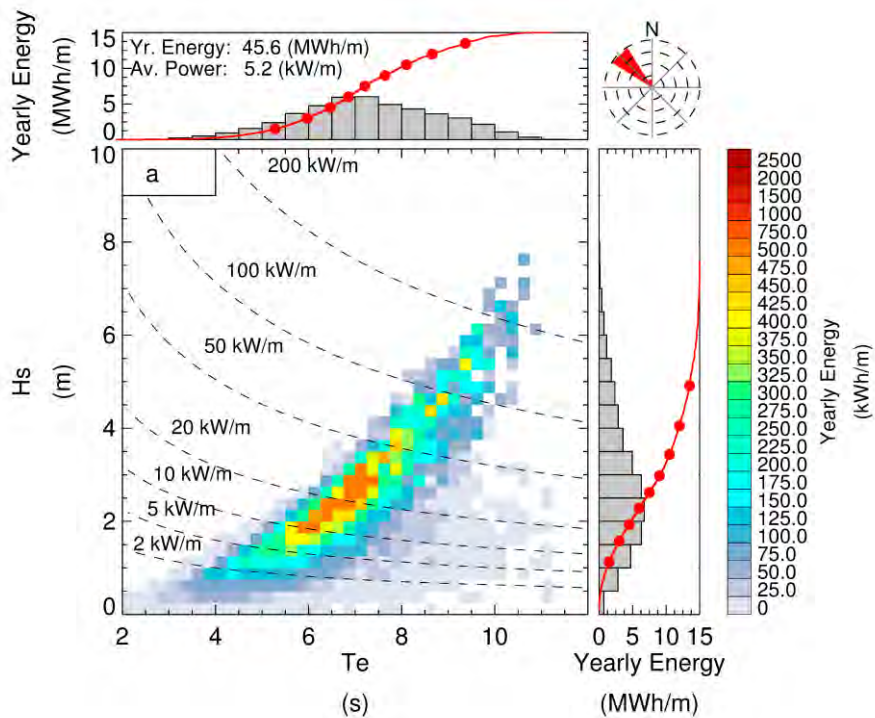 Yearly Energy
(MWh/m)
15
10
5
0
Yr. Energy: 45.6 (MWh/m)
Av. Power: 5.2 (kW/m)
N
a
200 kW/m
100 kW/m
50 kW/m
20 kW/m
10 kW/m
5 kW/m
2 kW/m
Hs
(m)
10
8
6
4
2
0
2 4 6 8 10
Te
(s)
0 5 10 15
Yearly Energy
(MWh/m)
2500
2000
1500
1000
750.0
500.0
475.0
450.0
425.0
400.0
375.0
350.0
325.0
300.0
275.0
250.0
225.0
200.0
175.0
150.0
125.0
100.0
75.0
50.0
25.0
0
Yearly Energy
(kWh/m)